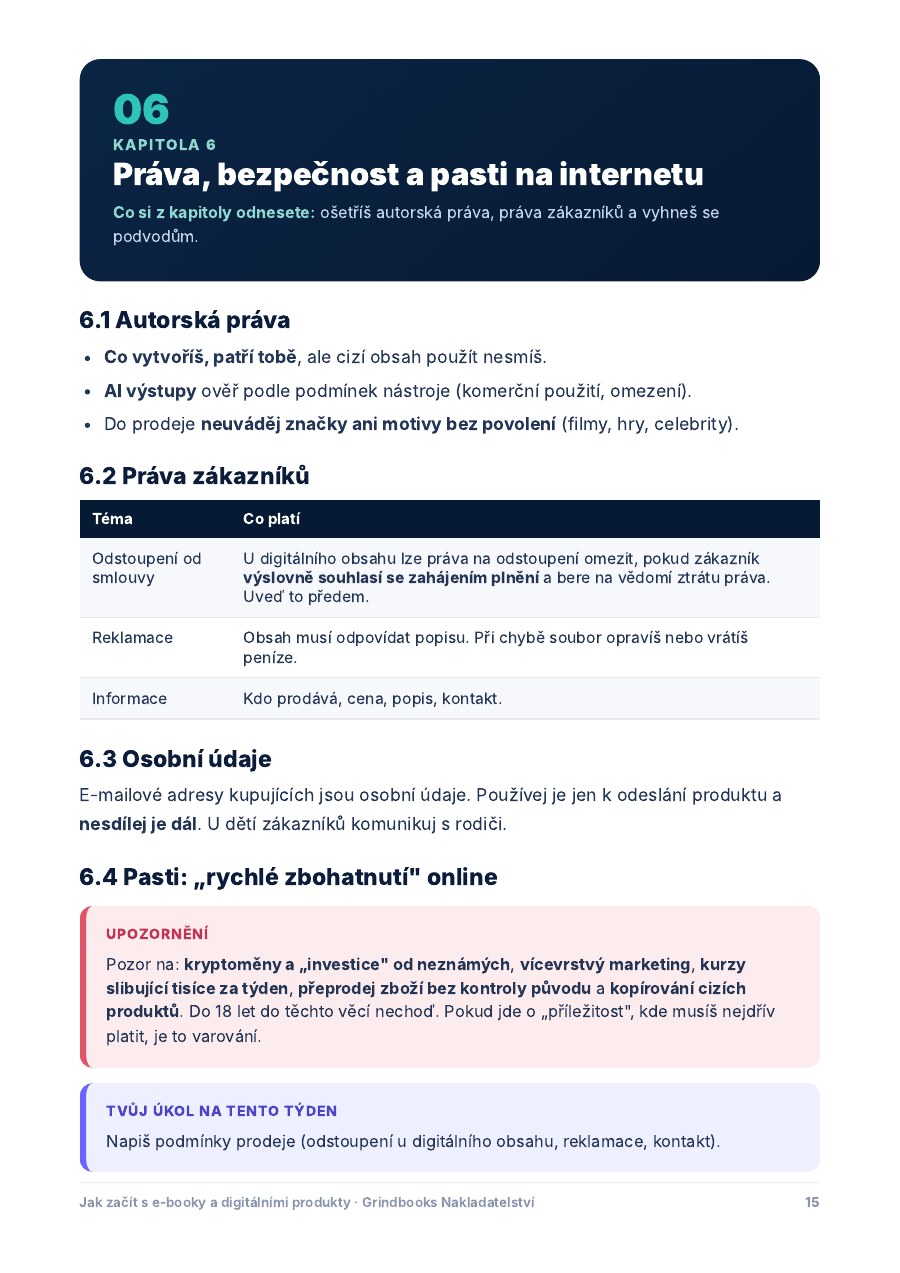 06
KAPITOLA 6
Práva, bezpečnost a pasti na internetu
Co si z kapitoly odnesete: ošetříš autorská práva, práva zákazníků a vyhneš se
podvodům.
6.1 Autorská práva
• Co vytvoříš, patří tobě, ale cizí obsah použít nesmíš.
• AI výstupy ověř podle podmínek nástroje (komerční použití, omezení).
• Do prodeje neuváděj značky ani motivy bez povolení (filmy, hry, celebrity).
6.2 Práva zákazníků
Téma Co platí
Odstoupení od smlouvy U digitálního obsahu lze práva na odstoupení omezit, pokud zákazník
výslovně souhlasí se zahájením plnění a bere na vědomí ztrátu práva.
Uveď to předem.
Reklamace Obsah musí odpovídat popisu. Při chybě soubor opravíš nebo vrátíš
peníze.
Informace Kdo prodává, cena, popis, kontakt.
6.3 Osobní údaje
E-mailové adresy kupujících jsou osobní údaje. Používej je jen k odeslání produktu a
nesdílej je dál. U dětí zákazníků komunikuj s rodiči.
6.4 Pasti: „rychlé zbohatnutí" online
UPOZORNĚNÍ
Pozor na: kryptoměny a „investice" od neznámých, vícevrstvý marketing, kurzy
slibující tisíce za týden, přeprodej zboží bez kontroly původu a kopírování cizích
produktů. Do 18 let do těchto věcí nechoď. Pokud jde o „příležitost", kde musíš nejdřív
platit, je to varování.
TVŮJ ÚKOL NA TENTO TÝDEN
Napiš podmínky prodeje (odstoupení u digitálního obsahu, reklamace, kontakt).
Jak začít s e-booky a digitálními produkty · Grindbooks Nakladatelství 15